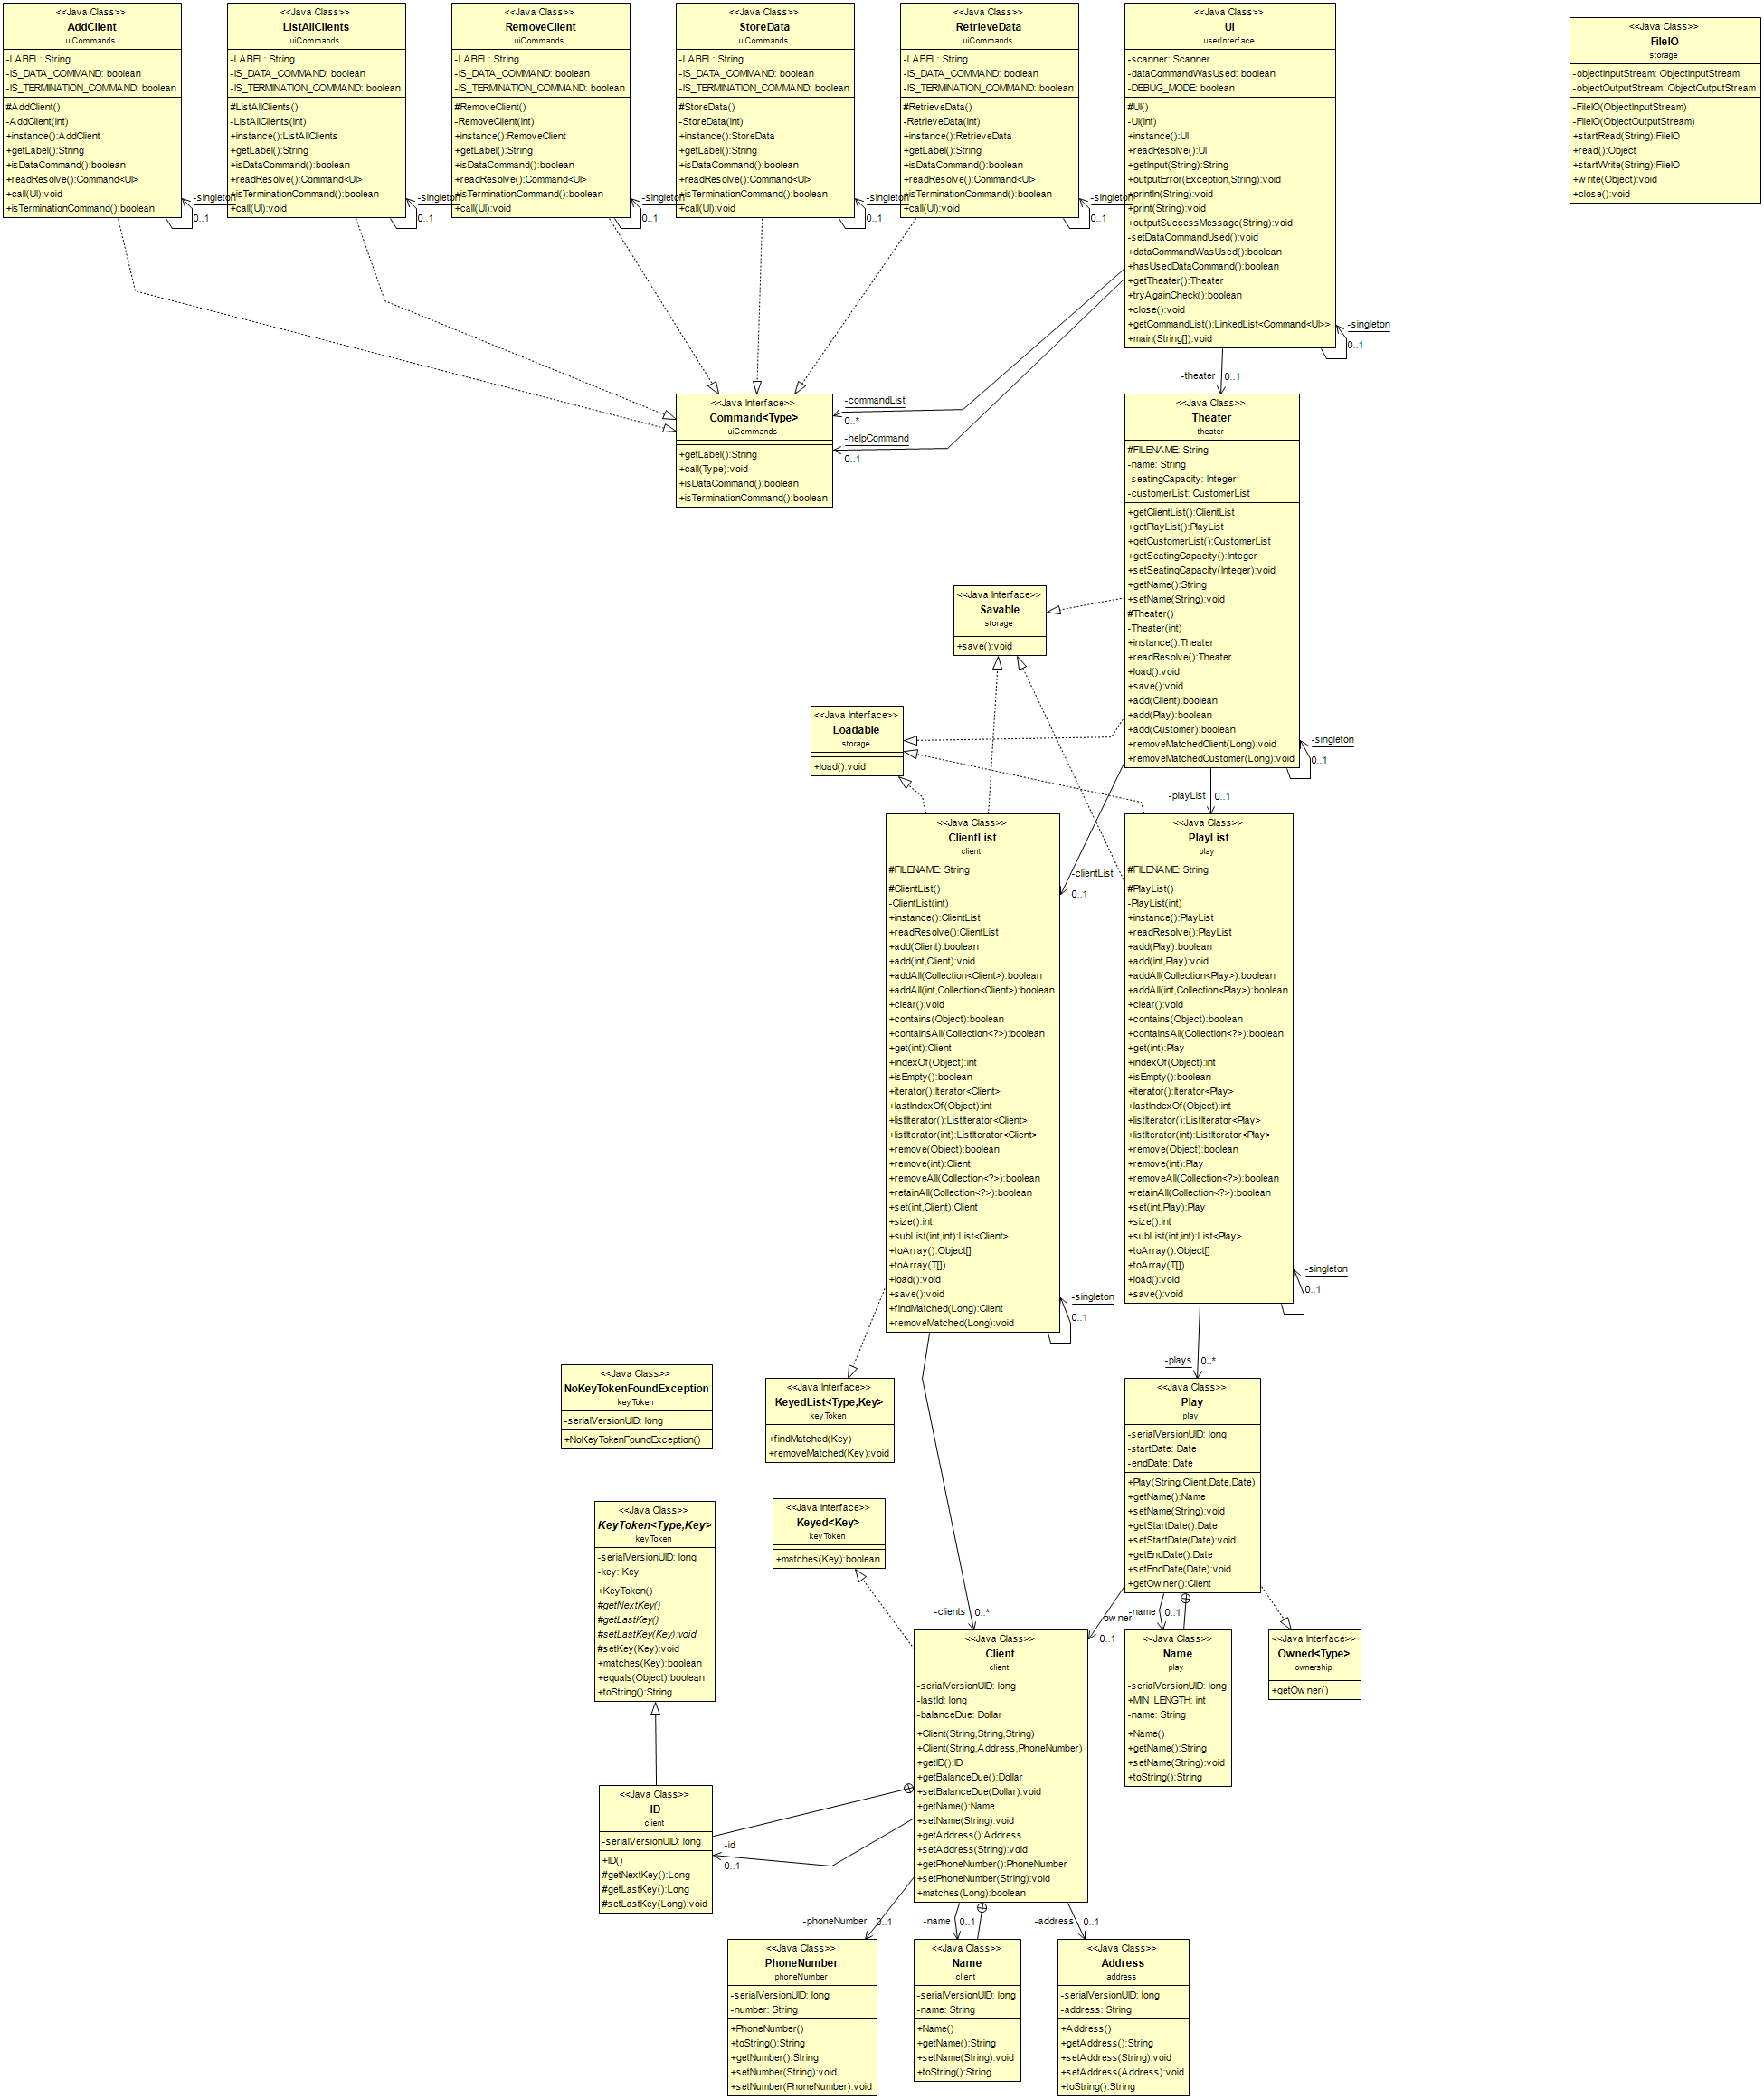 <<Java Class>>
AddClient
uiCommands
-LABEL: String
-IS_DATA_COMMAND: boolean
-IS_TERMINATION_COMMAND: boolean
#AddClient()
-AddClient(int)
+instance():AddClient
+getLabel():String
+isDataCommand():boolean
+readResolve():Command<UI>
+call(UI):void
+isTerminationCommand():boolean
-singleton
0..1
<<Java Class>>
ListAllClients
uiCommands
-LABEL: String
-IS_DATA_COMMAND: boolean
-IS_TERMINATION_COMMAND: boolean
#ListAllClients()
-ListAllClients(int)
+instance():ListAllClients
+getLabel():String
+isDataCommand():boolean
+readResolve():Command<UI>
+isTerminationCommand():boolean
+call(UI):void
-singleton
0..1
<<Java Class>>
RemoveClient
uiCommands
-LABEL: String
-IS_DATA_COMMAND: boolean
-IS_TERMINATION_COMMAND: boolean
#RemoveClient()
-RemoveClient(int)
+instance():RemoveClient
+getLabel():String
+isDataCommand():boolean
+readResolve():Command<UI>
+isTerminationCommand():boolean
+call(UI):void
-singleton
0..1
<<Java Class>>
StoreData
uiCommands
-LABEL: String
-IS_DATA_COMMAND: boolean
-IS_TERMINATION_COMMAND: boolean
#StoreData()
-StoreData(int)
+instance():StoreData
+getLabel():String
+isDataCommand():boolean
+readResolve():Command<UI>
+isTerminationCommand():boolean
+call(UI):void
-singleton
0..1
<<Java Class>>
RetrieveData
uiCommands
-LABEL: String
-IS_DATA_COMMAND: boolean
-IS_TERMINATION_COMMAND: boolean
#RetrieveData()
-RetrieveData(int)
+instance():RetrieveData
+getLabel():String
+isDataCommand():boolean
+readResolve():Command<UI>
+isTerminationCommand():boolean
+call(UI):void
-singleton
0..1
<<Java Class>>
UI
userInterface
-scanner: Scanner
-dataCommandWasUsed: boolean
-DEBUG_MODE: boolean
#UI()
-UI(int)
+instance():UI
+readResolve():UI
+getInput(String):String
+outputError(Exception,String):void
+println(String):void
+print(String):void
+outputSuccessMessage(String):void
-setDataCommandUsed():void
+dataCommandWasUsed():boolean
+hasUsedDataCommand():boolean
+getTheater():Theater
+tryAgainCheck():boolean
+close():void
+getCommandList():LinkedList<Command<UI>>
+main(String[]):void
-singleton
0..1
<<Java Class>>
FileIO
storage
-objectInputStream: ObjectInputStream
-objectOutputStream: ObjectOutputStream
-FileIO(ObjectInputStream)
-FileIO(ObjectOutputStream)
+startRead(String):FileIO
+read():Object
+startWrite(String):FileIO
+write(Object):void
+close():void
-theater
0..1
<<Java Interface>>
Command<Type>
uiCommands
+getLabel():String
+call(Type):void
+isDataCommand():boolean
+isTerminationCommand():boolean
-commandList
0..*
-helpCommand
0..1
<<Java Class>>
Theater
theater
#FILENAME: String
-name: String
-seatingCapacity: Integer
-customerList: CustomerList
+getClientList():ClientList
+getPlayList():PlayList
+getCustomerList():CustomerList
+getSeatingCapacity():Integer
+setSeatingCapacity(Integer):void
+getName():String
+setName(String):void
#Theater()
-Theater(int)
+instance():Theater
+readResolve():Theater
+load():void
+save():void
+add(Client):boolean
+add(Play):boolean
+add(Customer):boolean
+removeMatchedClient(Long):void
+removeMatchedCustomer(Long):void
-singleton
0..1
<<Java Interface>>
Savable
storage
+save():void
<<Java Interface>>
Loadable
storage
+load():void
-playList
0..1
-clientList
0..1
<<Java Class>>
ClientList
client
#FILENAME: String
#ClientList()
-ClientList(int)
+instance():ClientList
+readResolve():ClientList
+add(Client):boolean
+add(int,Client):void
+addAll(Collection<Client>):boolean
+addAll(int,Collection<Client>):boolean
+clear():void
+contains(Object):boolean
+containsAll(Collection<?>):boolean
+get(int):Client
+indexOf(Object):int
+isEmpty():boolean
+iterator():Iterator<Client>
+lastIndexOf(Object):int
+listIterator():ListIterator<Client>
+listIterator(int):ListIterator<Client>
+remove(Object):boolean
+remove(int):Client
+removeAll(Collection<?>):boolean
+retainAll(Collection<?>):boolean
+set(int,Client):Client
+size():int
+subList(int,int):List<Client>
+toArray():Object[]
+toArray(T[])
+load():void
+save():void
+findMatched(Long):Client
+removeMatched(Long):void
-singleton
0..1
<<Java Class>>
PlayList
play
#FILENAME: String
#PlayList()
-PlayList(int)
+instance():PlayList
+readResolve():PlayList
+add(Play):boolean
+add(int,Play):void
+addAll(Collection<Play>):boolean
+addAll(int,Collection<Play>):boolean
+clear():void
+contains(Object):boolean
+containsAll(Collection<?>):boolean
+get(int):Play
+indexOf(Object):int
+isEmpty():boolean
+iterator():Iterator<Play>
+lastIndexOf(Object):int
+listIterator():ListIterator<Play>
+listIterator(int):ListIterator<Play>
+remove(Object):boolean
+remove(int):Play
+removeAll(Collection<?>):boolean
+retainAll(Collection<?>):boolean
+set(int,Play):Play
+size():int
+subList(int,int):List<Play>
+toArray():Object[]
+toArray(T[])
+load():void
+save():void
-singleton
0..1
-plays
0..*
<<Java Class>>
NoKeyTokenFoundException
keyToken
-serialVersionUID: long
+NoKeyTokenFoundException()
<<Java Interface>>
KeyedList<Type,Key>
keyToken
+findMatched(Key)
+removeMatched(Key):void
<<Java Class>>
Play
play
-serialVersionUID: long
-startDate: Date
-endDate: Date
+Play(String,Client,Date,Date)
+getName():Name
+setName(String):void
+getStartDate():Date
+setStartDate(Date):void
+getEndDate():Date
+setEndDate(Date):void
+getOwner():Client
<<Java Class>>
KeyToken<Type,Key>
keyToken
-serialVersionUID: long
-key: Key
+KeyToken()
#getNextKey()
#getLastKey()
#setLastKey(Key):void
#setKey(Key):void
+matches(Key):boolean
+equals(Object):boolean
+toString():String
<<Java Interface>>
Keyed<Key>
keyToken
+matches(Key):boolean
-clients
0..*
-owner
0..1
-name
0..1
<<Java Class>>
Client
client
-serialVersionUID: long
-lastId: long
-balanceDue: Dollar
+Client(String,String,String)
+Client(String,Address,PhoneNumber)
+getID():ID
+getBalanceDue():Dollar
+setBalanceDue(Dollar):void
+getName():Name
+setName(String):void
+getAddress():Address
+setAddress(String):void
+getPhoneNumber():PhoneNumber
+setPhoneNumber(String):void
+matches(Long):boolean
<<Java Class>>
Name
play
-serialVersionUID: long
+MIN_LENGTH: int
-name: String
+Name()
+getName():String
+setName(String):void
+toString():String
<<Java Interface>>
Owned<Type>
ownership
+getOwner()
<<Java Class>>
ID
client
-serialVersionUID: long
+ID()
#getNextKey():Long
#getLastKey():Long
#setLastKey(Long):void
-id
0..1
-phoneNumber
0..1
-name
0..1
-address
0..1
<<Java Class>>
PhoneNumber
phoneNumber
-serialVersionUID: long
-number: String
+PhoneNumber()
+toString():String
+getNumber():String
+setNumber(String):void
+setNumber(PhoneNumber):void
<<Java Class>>
Name
client
-serialVersionUID: long
-name: String
+Name()
+getName():String
+setName(String):void
+toString():String
<<Java Class>>
Address
address
-serialVersionUID: long
-address: String
+Address()
+getAddress():String
+setAddress(String):void
+setAddress(Address):void
+toString():String